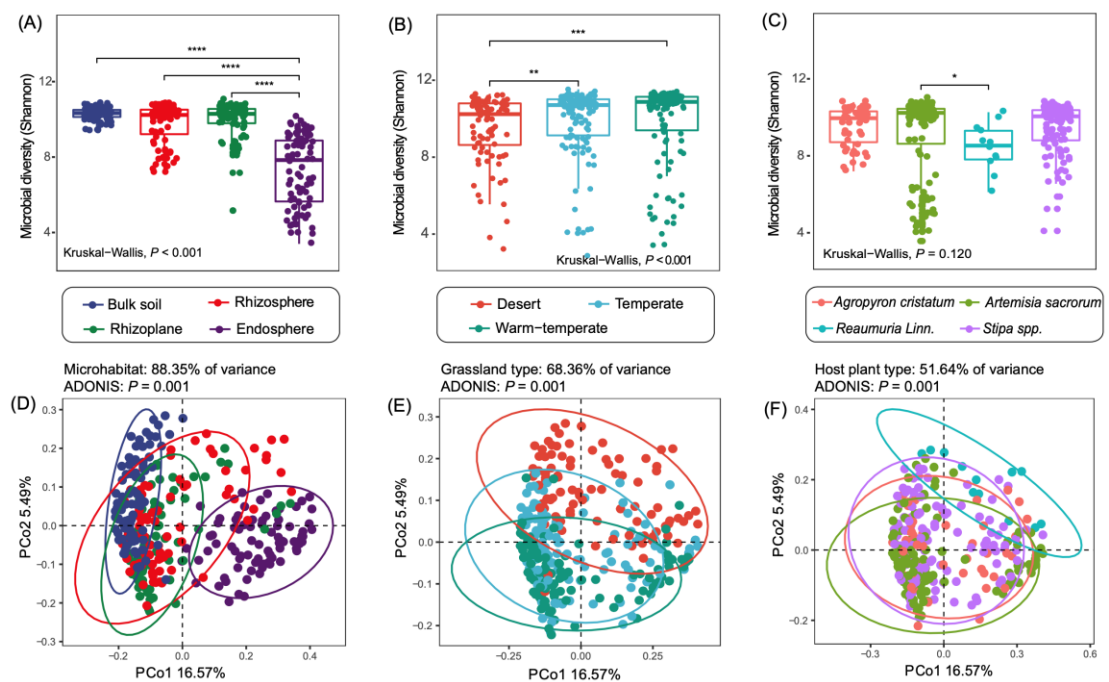 (A)
****
****
****
12
8
4
Microbial diversity (Shannon)
Kruskal−Wallis, P < 0.001
Bulk soil
Rhizosphere
Rhizoplane
Endosphere
(B)
***
**
12
8
4
Microbial diversity (Shannon)
Kruskal−Wallis, P < 0.001
Desert
Temperate
Warm−temperate
(C)
*
12
8
4
Microbial diversity (Shannon)
Kruskal−Wallis, P = 0.120
Agropyron cristatum
Artemisia sacrorum
Reaumuria Linn.
Stipa spp.
Microhabitat: 88.35% of variance
ADONIS: P = 0.001
(D)
0.3
0.2
0.1
0.0
−0.1
−0.2
−0.3
PCo2 5.49%
−0.2
0.0
0.2
0.4
PCo1 16.57%
Grassland type: 68.36% of variance
ADONIS: P = 0.001
(E)
0.3
0.2
0.1
0.0
−0.1
−0.2
PCo2 5.49%
−0.50
−0.25
0.00
0.25
PCo1 16.57%
Host plant type: 51.64% of variance
ADONIS: P = 0.001
(F)
0.4
0.2
0.0
−0.2
PCo2 5.49%
−0.3
0.0
0.3
0.6
PCo1 16.57%